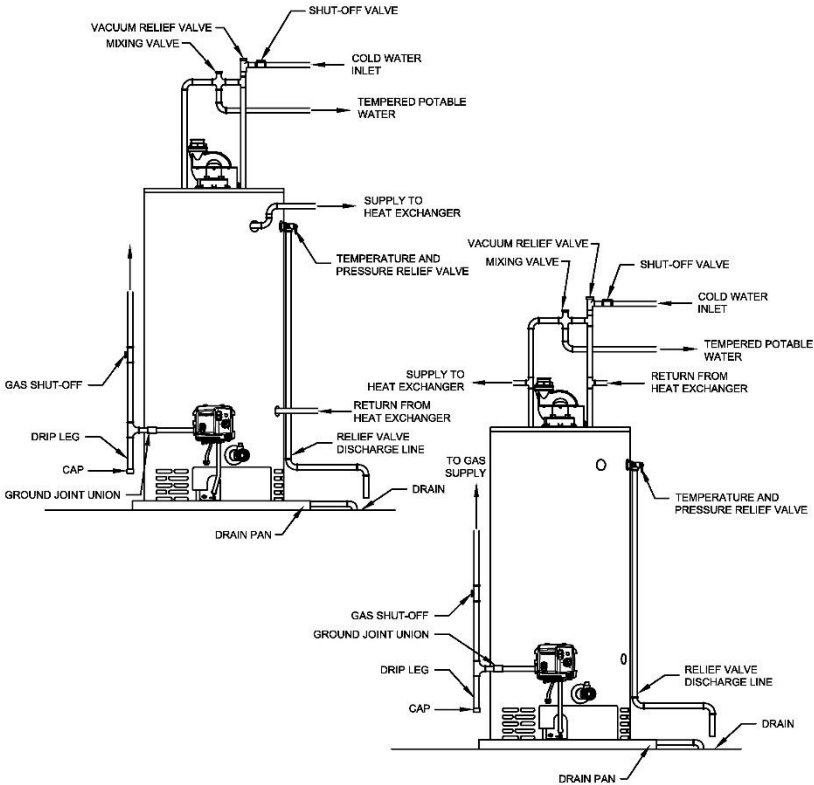 SHUT-OFF VALVE
VACUUM RELIEF VALVE
MIXING VALVE
COLD WATER
INLET
TEMPERED POTABLE
WATER
SUPPLY TO
HEAT EXCHANGER
TEMPERATURE AND
PRESSURE RELIEF VALVE
GAS SHUT-OFF
RETURN FROM
HEAT EXCHANGER
DRIP LEG
RELIEF VALVE
DISCHARGE LINE
CAP
GROUND JOINT UNION
DRAIN
DRAIN PAN
VACUUM RELIEF VALVE
MIXING VALVE
SHUT-OFF VALVE
COLD WATER
INLET
TEMPERED POTABLE
WATER
SUPPLY TO
HEAT EXCHANGER
RETURN FROM
HEAT EXCHANGER
TO GAS
SUPPLY
TEMPERATURE AND
PRESSURE RELIEF VALVE
GAS SHUT-OFF
GROUND JOINT UNION
DRIP LEG
RELIEF VALVE
DISCHARGE LINE
CAP
DRAIN
DRAIN PAN